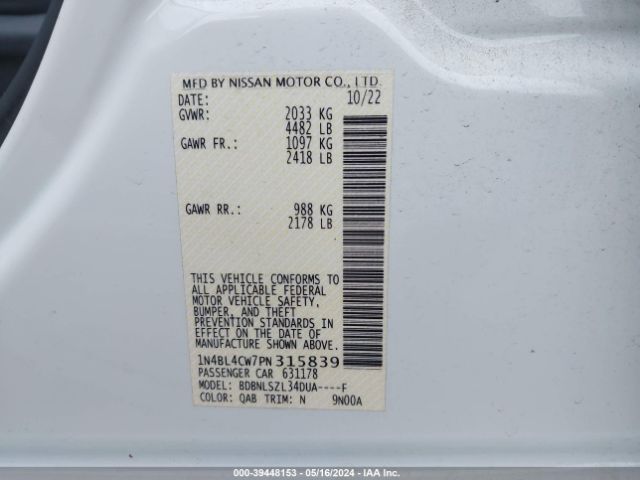 MFD BY NISSAN MOTOR CO., LTD.
DATE: 10/22
GVWR: 2033 KG
4482 LB
GAWR FR.: 1097 KG
2418 LB
GAWR RR.: 988 KG
2178 LB
THIS VEHICLE CONFORMS TO
ALL APPLICABLE FEDERAL
MOTOR VEHICLE SAFETY,
BUMPER, AND THEFT
PREVENTION STANDARDS IN
EFFECT ON THE DATE OF
MANUFACTURE SHOWN ABOVE.
1N4BL4CW7PN315839
PASSENGER CAR 631178
MODEL: BDBNLSZL34DUA----F
COLOR: QAB TRIM: N 9N00A
000-39448153 - 05/16/2024 - IAA Inc.